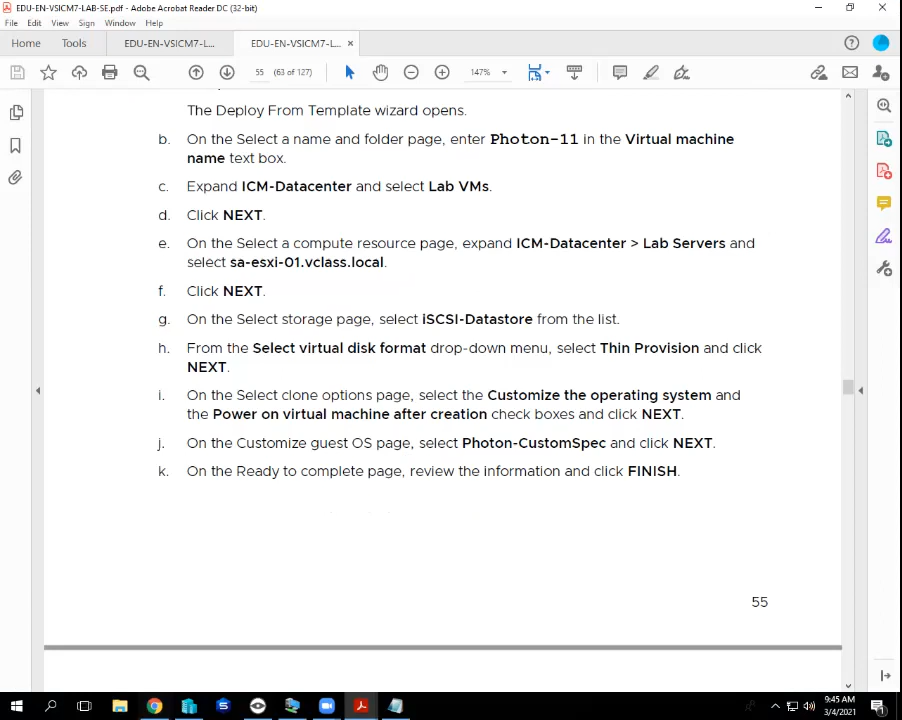 EDU-EN-VSICM7-LAB-SE.pdf - Adobe Acrobat Reader DC (32-bit)
File Edit View Sign Window Help
Home Tools EDU-EN-VSICM7-L... EDU-EN-VSICM7-L... ×
55 (63 of 127) 147%
The Deploy From Template wizard opens.
b. On the Select a name and folder page, enter Photon-11 in the Virtual machine
name text box.
c. Expand ICM-Datacenter and select Lab VMs.
d. Click NEXT.
e. On the Select a compute resource page, expand ICM-Datacenter > Lab Servers and
select sa-esxi-01.vclass.local.
f. Click NEXT.
g. On the Select storage page, select iSCSI-Datastore from the list.
h. From the Select virtual disk format drop-down menu, select Thin Provision and click
NEXT.
i. On the Select clone options page, select the Customize the operating system and
the Power on virtual machine after creation check boxes and click NEXT.
j. On the Customize guest OS page, select Photon-CustomSpec and click NEXT.
k. On the Ready to complete page, review the information and click FINISH.
55
9:45 AM
3/4/2021